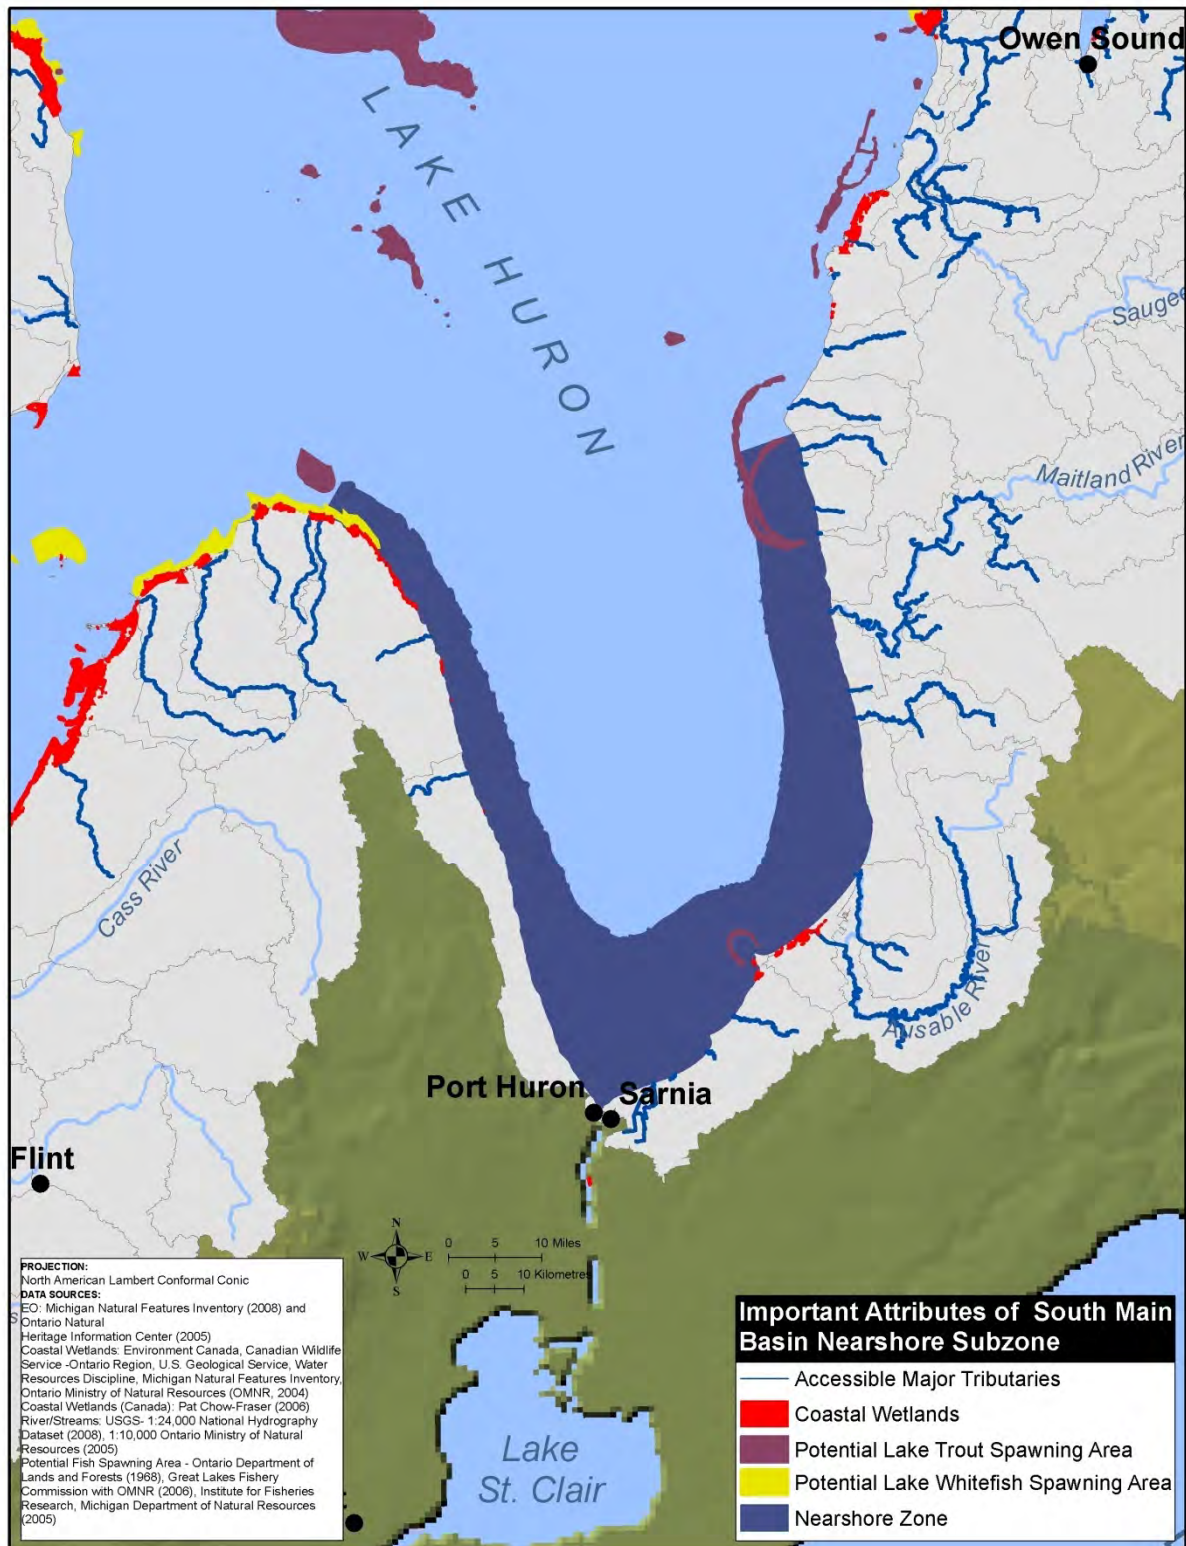 Owen Sound
LAKE HURON
Saugee
Maitland River
Cass River
Ausable River
Port Huron
Sarnia
Flint
N
W E
S
0 5 10 Miles
0 5 10 Kilometres
PROJECTION:
North American Lambert Conformal Conic
DATA SOURCES:
EO: Michigan Natural Features Inventory (2008) and
Ontario Natural
Heritage Information Center (2005)
Coastal Wetlands: Environment Canada, Canadian Wildlife
Service -Ontario Region, U.S. Geological Service, Water
Resources Discipline, Michigan Natural Features Inventory,
Ontario Ministry of Natural Resources (OMNR, 2004)
Coastal Wetlands (Canada): Pat Chow-Fraser (2006)
River/Streams: USGS- 1:24,000 National Hydrography
Dataset (2008), 1:10,000 Ontario Ministry of Natural
Resources (2005)
Potential Fish Spawning Area - Ontario Department of
Lands and Forests (1968), Great Lakes Fishery
Commission with OMNR (2006), Institute for Fisheries
Research, Michigan Department of Natural Resources
(2005)
Lake
St. Clair
Important Attributes of South Main
Basin Nearshore Subzone
Accessible Major Tributaries
Coastal Wetlands
Potential Lake Trout Spawning Area
Potential Lake Whitefish Spawning Area
Nearshore Zone